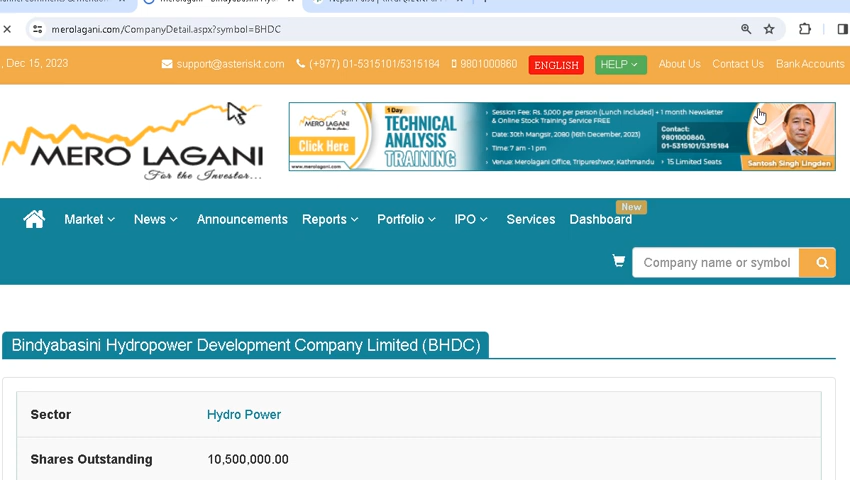 merolagani.com/CompanyDetail.aspx?symbol=BHDC
, Dec 15, 2023
support@asteriskt.com
(+977) 01-5315101/5315184
9801000860
ENGLISH
HELP
About Us
Contact Us
Bank Accounts
MERO LAGANI
For the Investor...
MERO LAGANI
Click Here
www.merolagani.com
1 Day
TECHNICAL
ANALYSIS
TRAINING
Session Fee: Rs. 5,000 per person (Lunch Included) + 1 month Newsletter
& Online Stock Training Service FREE
Date: 30th Mangsir, 2080 (16th December, 2023)
Time: 7 am - 1 pm
Venue: Merolagani Office, Tripureshwor, Kathmandu
Contact:
9801000860,
01-5315101/5315184
15 Limited Seats
Santosh Singh Lingden
Market
News
Announcements
Reports
Portfolio
IPO
Services
Dashboard
New
Company name or symbol
Bindyabasini Hydropower Development Company Limited (BHDC)
Sector Hydro Power
Shares Outstanding 10,500,000.00